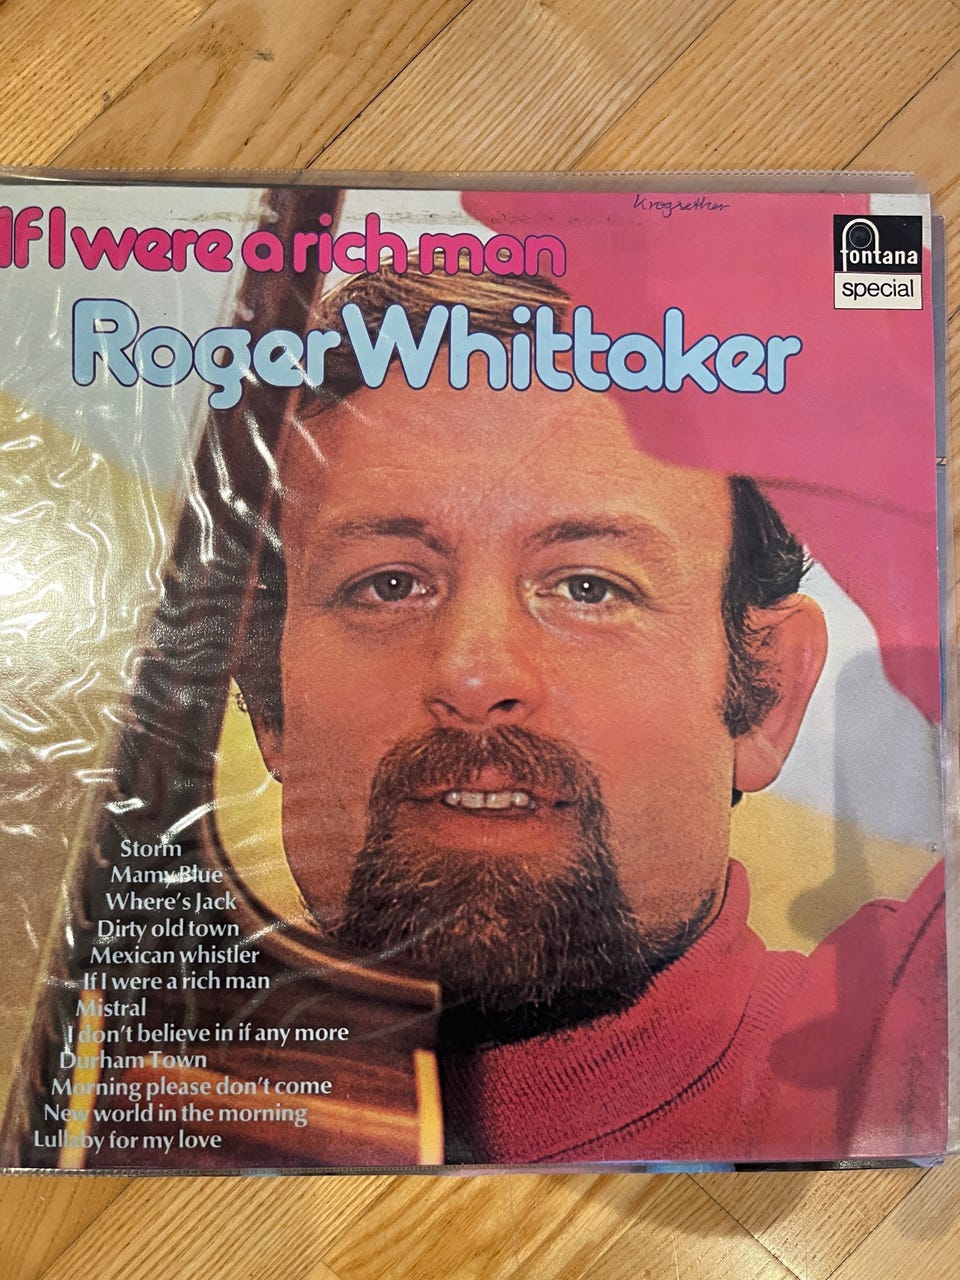 Krogsether
If I were a rich man
fontana
special
Roger Whittaker
Storm
Mamy Blue
Where's Jack
Dirty old town
Mexican whistler
If I were a rich man
Mistral
I don't believe in if any more
Durham Town
Morning please don't come
New world in the morning
Lullaby for my love